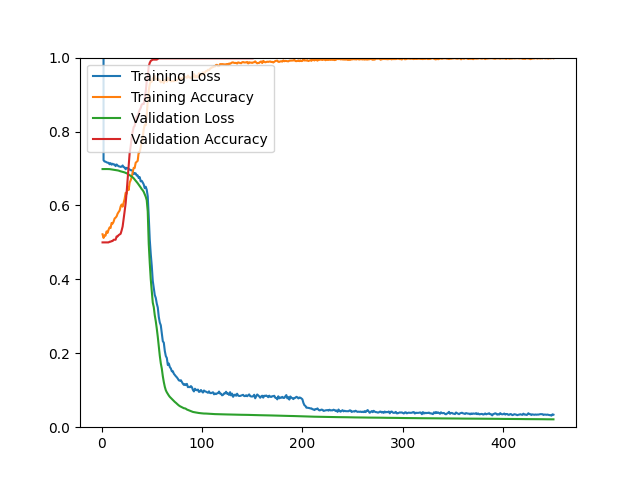 1.0
0.8
0.6
0.4
0.2
0.0
Training Loss
Training Accuracy
Validation Loss
Validation Accuracy
0 100 200 300 400